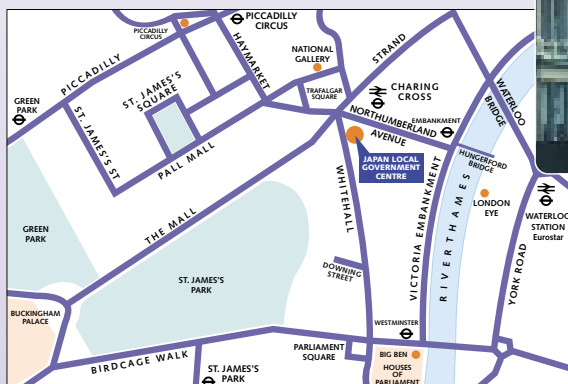 PICCADILLY
CIRCUS
PICCADILLY
CIRCUS
NATIONAL
GALLERY
HAYMARKET
STRAND
PICCADILLY
ST. JAMES'S
SQUARE
TRAFALGAR
SQUARE
CHARING
CROSS
WATERLOO
BRIDGE
GREEN
PARK
ST. JAMES'S ST
NORTHUMBERLAND
AVENUE
EMBANKMENT
PALL MALL
JAPAN LOCAL
GOVERNMENT
CENTRE
HUNGERFORD
BRIDGE
WHITEHALL
VICTORIA EMBANKMENT
RIVER THAMES
LONDON
EYE
WATERLOO
STATION
Eurostar
THE MALL
GREEN
PARK
YORK ROAD
DOWNING
STREET
ST. JAMES'S
PARK
BUCKINGHAM
PALACE
WESTMINSTER
PARLIAMENT
SQUARE
BIG BEN
BIRDCAGE WALK
ST. JAMES'S
PARK
HOUSES
OF
PARLIAMENT